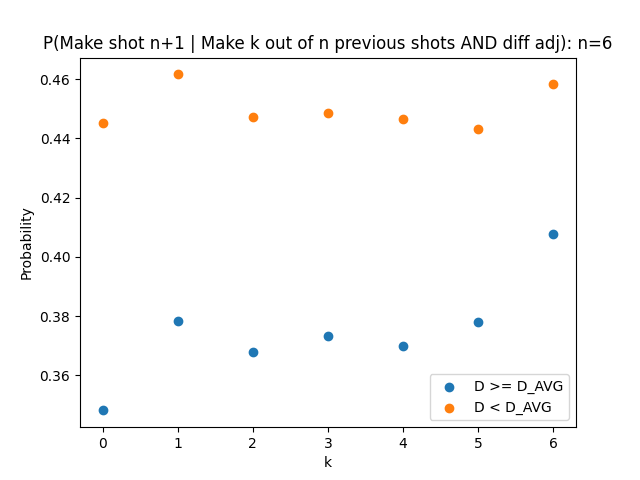 P(Make shot n+1 | Make k out of n previous shots AND diff adj): n=6
0.46
0.44
0.42
0.40
0.38
0.36
Probability
0 1 2 3 4 5 6
k
D >= D_AVG
D < D_AVG